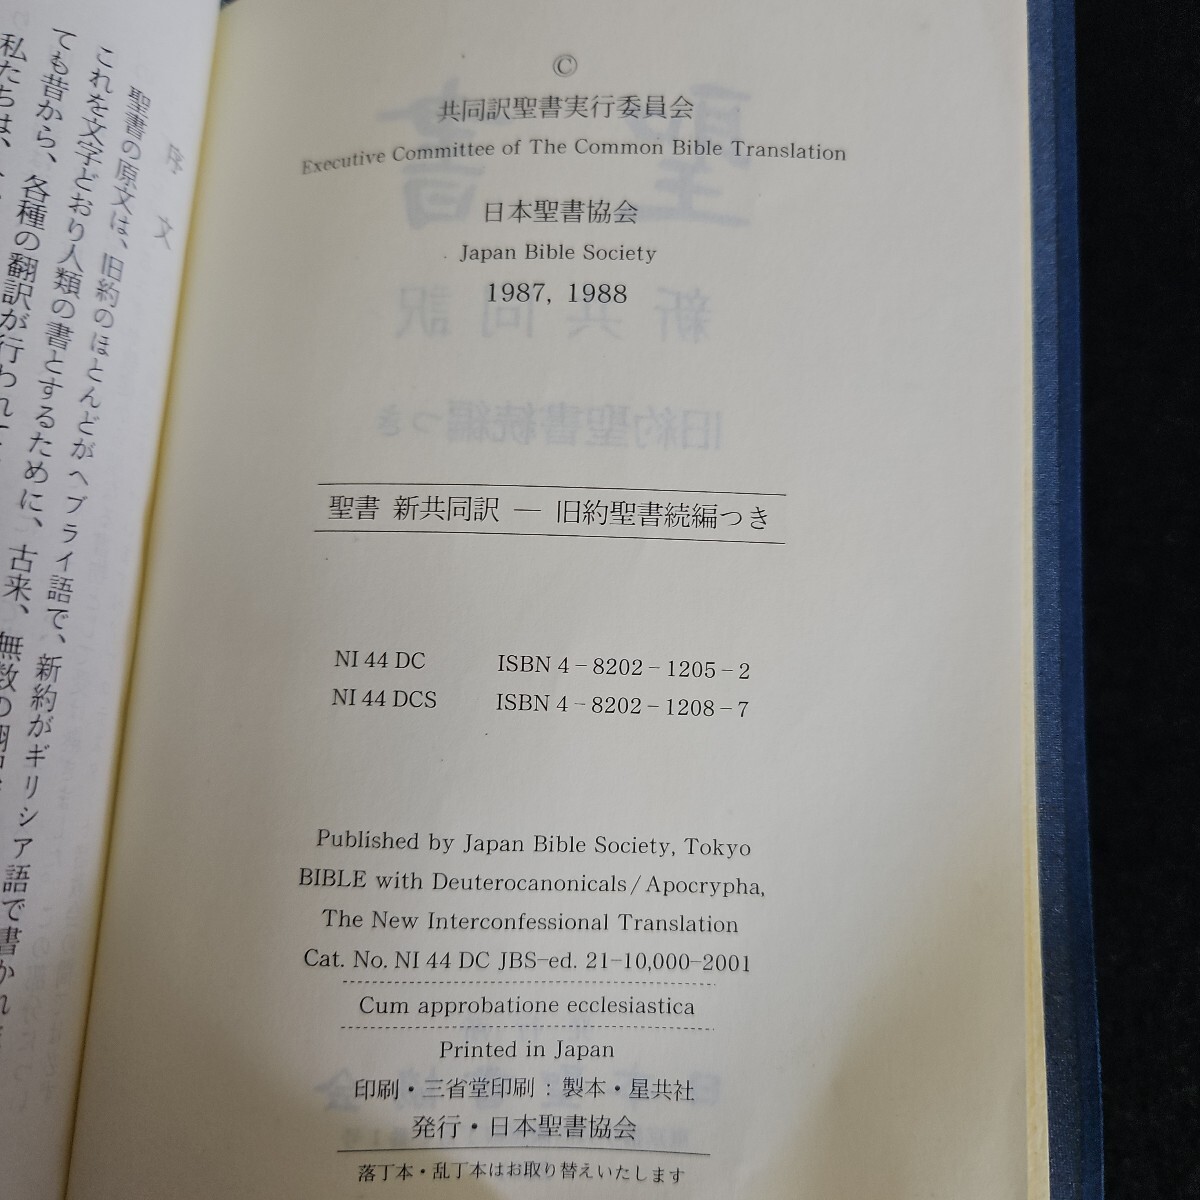 ©
共同訳聖書実行委員会
Executive Committee of The Common Bible Translation
日本聖書協会
Japan Bible Society
1987, 1988
聖書 新共同訳 — 旧約聖書続編つき
NI 44 DC ISBN 4-8202-1205-2
NI 44 DCS ISBN 4-8202-1208-7
Published by Japan Bible Society, Tokyo
BIBLE with Deuterocanonicals/Apocrypha,
The New Interconfessional Translation
Cat. No. NI 44 DC JBS-ed. 21-10,000-2001
Cum approbatione ecclesiastica
Printed in Japan
印刷・三省堂印刷:製本・星共社
発行・日本聖書協会
落丁本・乱丁本はお取り替えいたします
序文
聖書の原文は、旧約のほとんどがヘブライ語で、新約がギリシア語で書かれ
これを文字どおり人類の書とするために、古来、無数の翻
ても昔から、各種の翻訳が行われて
私たちは、